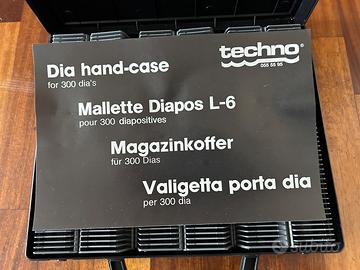 techno®
055 55 95
Dia hand-case
for 300 dia's
Mallette Diapos L-6
pour 300 diapositives
Magazinkoffer
für 300 Dias
Valigetta porta dia
per 300 dia
subito